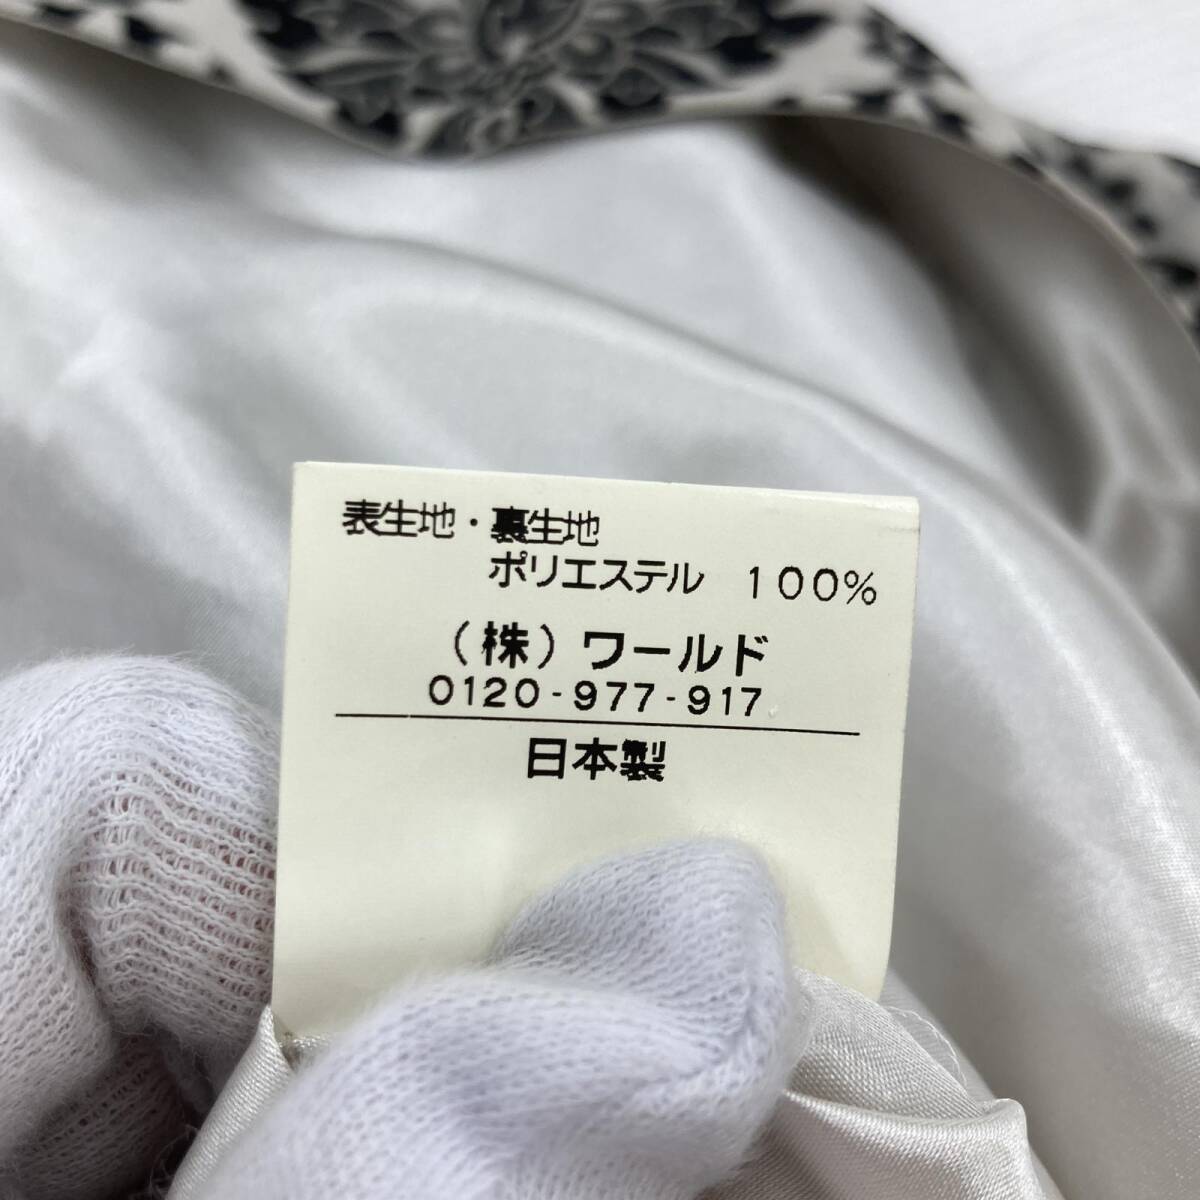 表生地・裏生地
ポリエステル 100%
(株)ワールド
0120-977-917
日本製